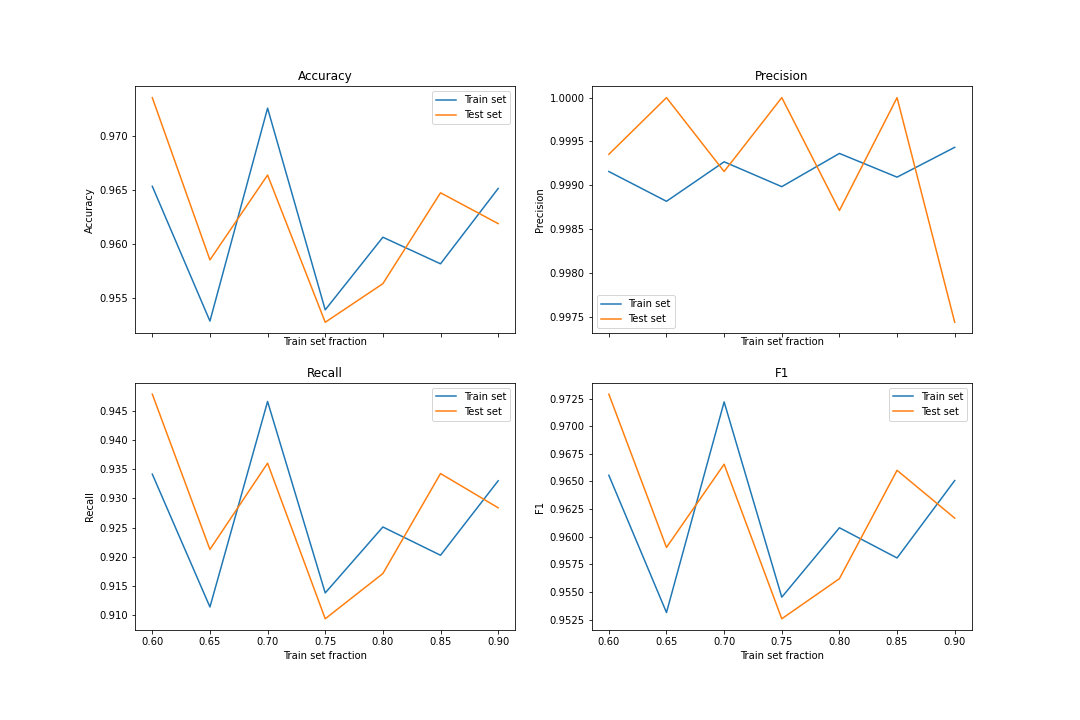 Accuracy
Train set
Test set
0.970
0.965
0.960
0.955
Accuracy
Train set fraction
Precision
1.0000
0.9995
0.9990
0.9985
0.9980
0.9975
Precision
Train set
Test set
Train set fraction
Recall
Train set
Test set
0.945
0.940
0.935
0.930
0.925
0.920
0.915
0.910
Recall
0.60 0.65 0.70 0.75 0.80 0.85 0.90
Train set fraction
F1
Train set
Test set
0.9725
0.9700
0.9675
0.9650
0.9625
0.9600
0.9575
0.9550
0.9525
F1
0.60 0.65 0.70 0.75 0.80 0.85 0.90
Train set fraction